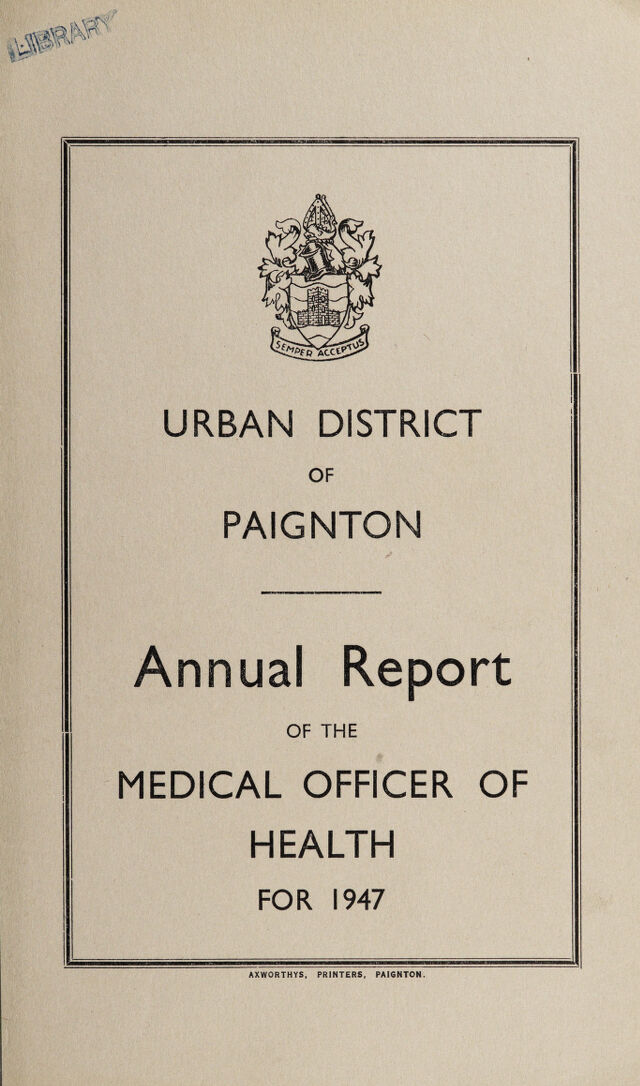 LIBRARY
SEMPER ACCEPTUS
URBAN DISTRICT
OF
PAIGNTON
Annual Report
OF THE
MEDICAL OFFICER OF
HEALTH
FOR 1947
AXWORTHYS, PRINTERS, PAIGNTON.